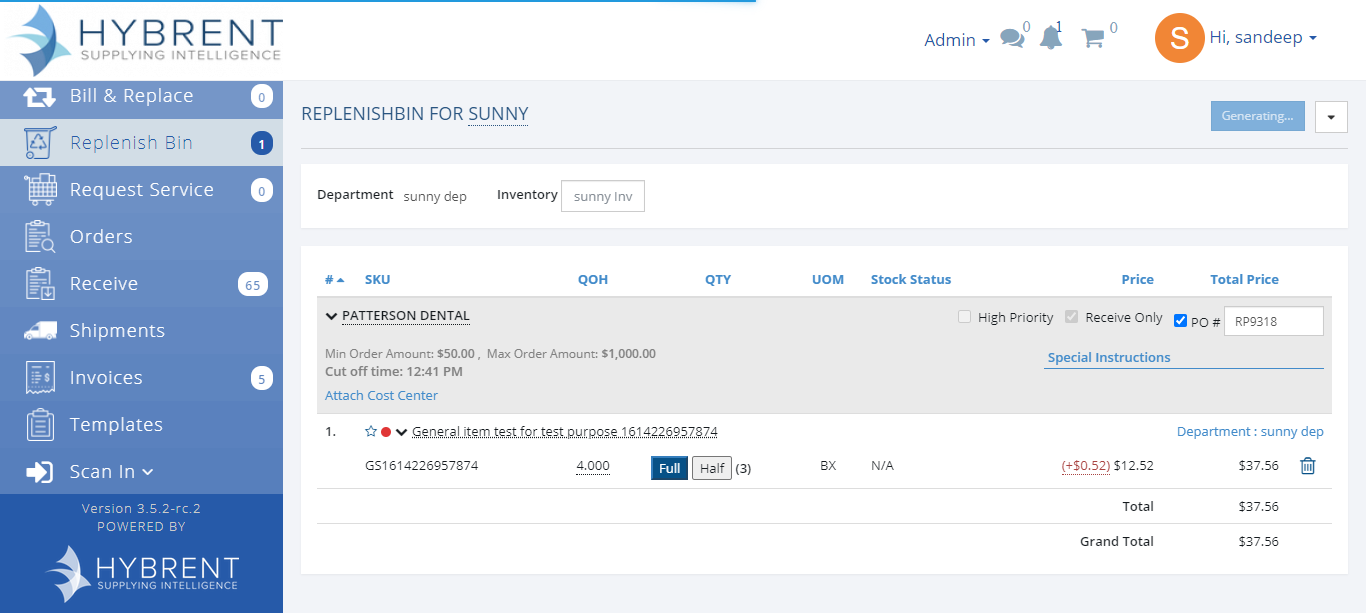 HYBRENT
SUPPLYING INTELLIGENCE
Admin
0
1
0
S
Hi, sandeep
Bill & Replace 0
Replenish Bin 1
Request Service 0
Orders
Receive 65
Shipments
Invoices 5
Templates
Scan In
Version 3.5.2-rc.2
POWERED BY
HYBRENT
SUPPLYING INTELLIGENCE
REPLENISHBIN FOR SUNNY
Generating...
Department sunny dep Inventory sunny Inv
# SKU QOH QTY UOM Stock Status Price Total Price
PATTERSON DENTAL High Priority Receive Only PO # RP9318
Min Order Amount: $50.00 , Max Order Amount: $1,000.00
Special Instructions
Cut off time: 12:41 PM
Attach Cost Center
1. General item test for test purpose 1614226957874 Department : sunny dep
GS1614226957874 4.000 Full Half (3) BX N/A (+$0.52) $12.52 $37.56
Total $37.56
Grand Total $37.56